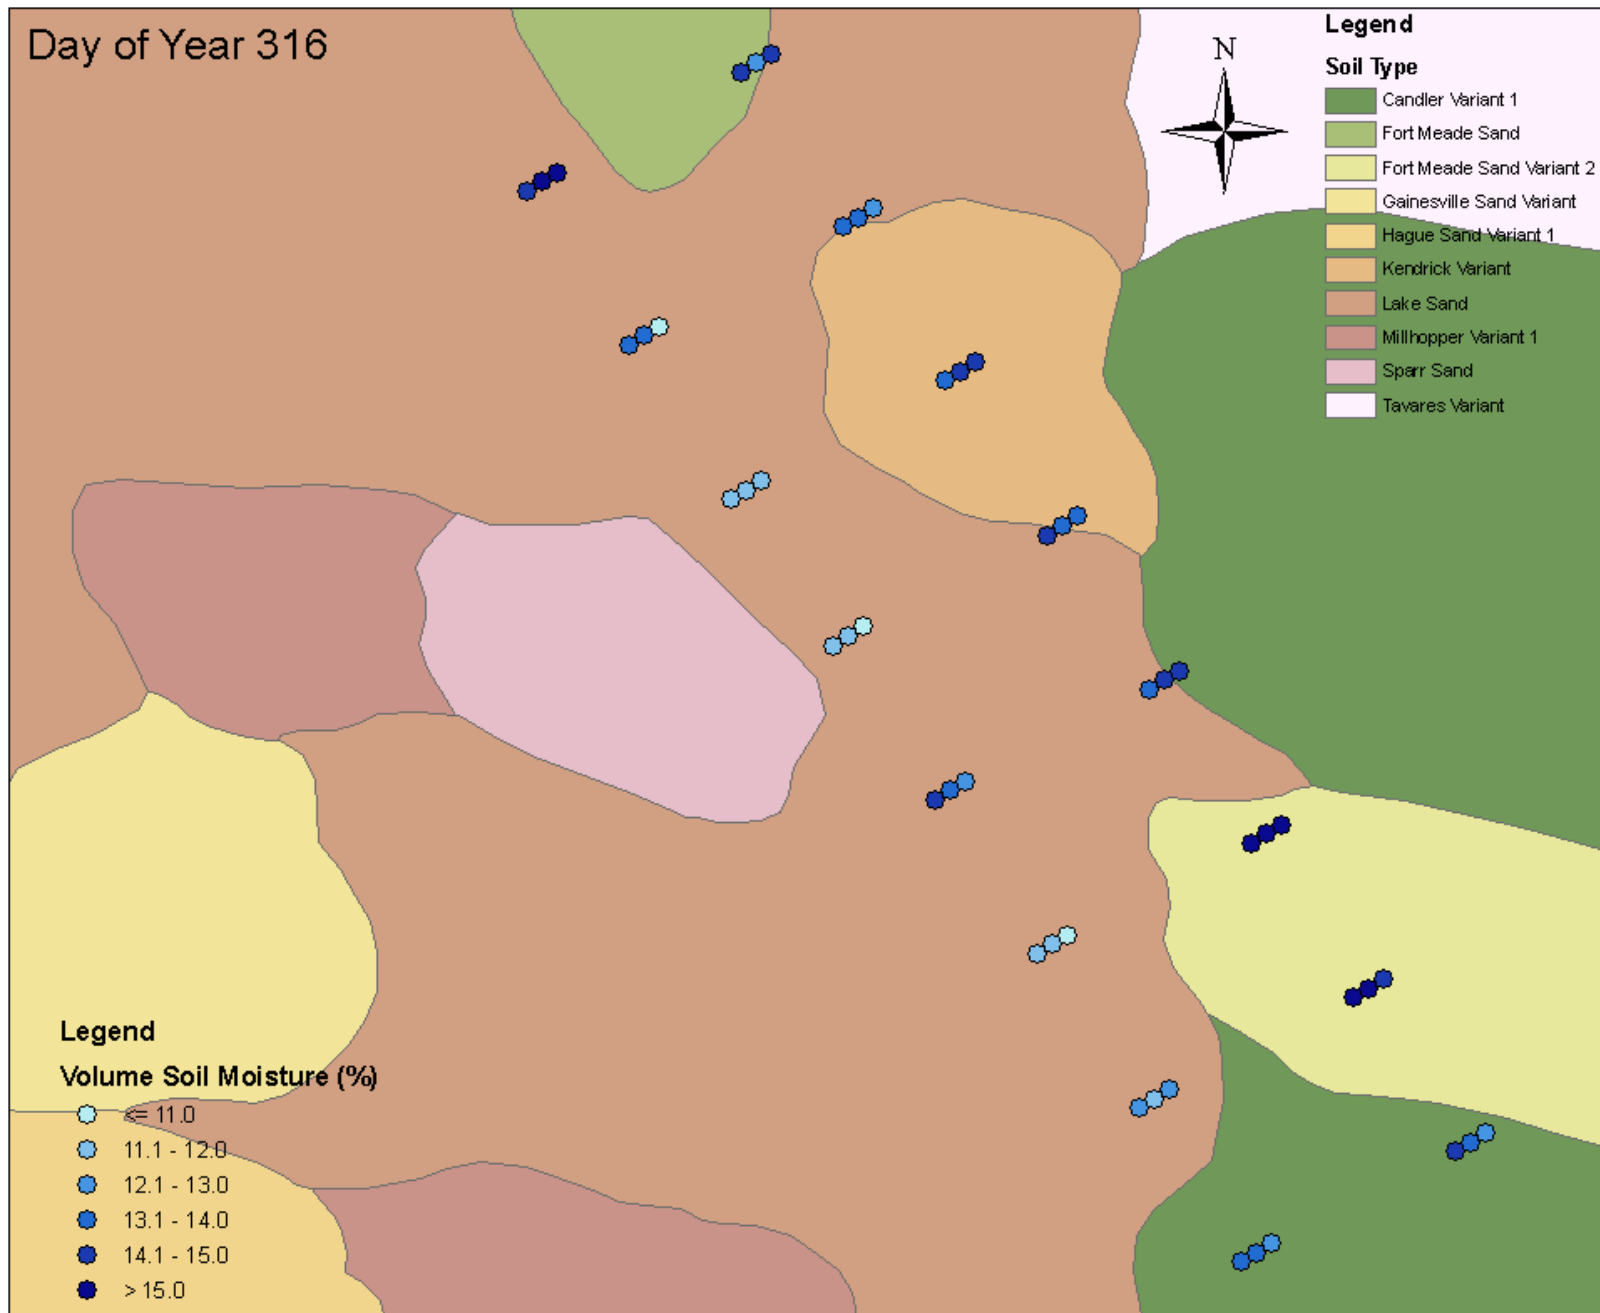 Day of Year 316
N
Legend
Soil Type
Candler Variant 1
Fort Meade Sand
Fort Meade Sand Variant 2
Gainesville Sand Variant
Hague Sand Variant 1
Kendrick Variant
Lake Sand
Millhopper Variant 1
Sparr Sand
Tavares Variant
Legend
Volume Soil Moisture (%)
<= 11.0
11.1 - 12.0
12.1 - 13.0
13.1 - 14.0
14.1 - 15.0
> 15.0